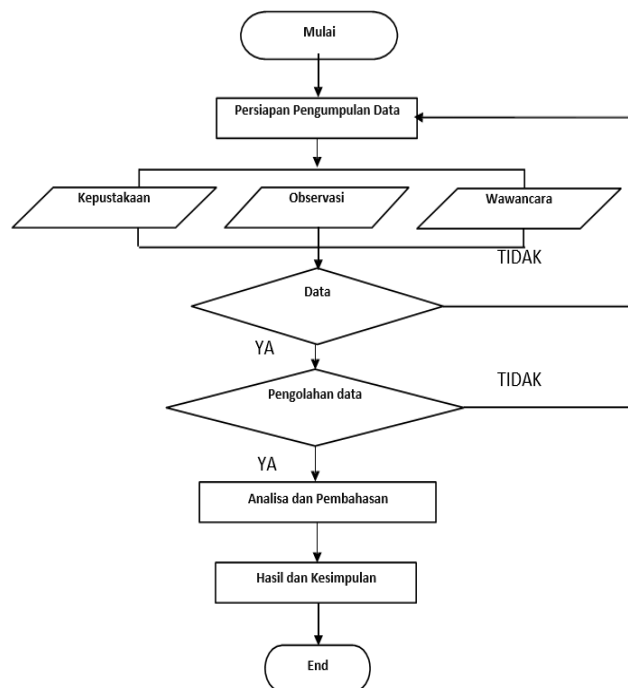 Mulai
Persiapan Pengumpulan Data
Kepustakaan
Observasi
Wawancara
TIDAK
Data
YA
Pengolahan data
TIDAK
YA
Analisa dan Pembahasan
Hasil dan Kesimpulan
End